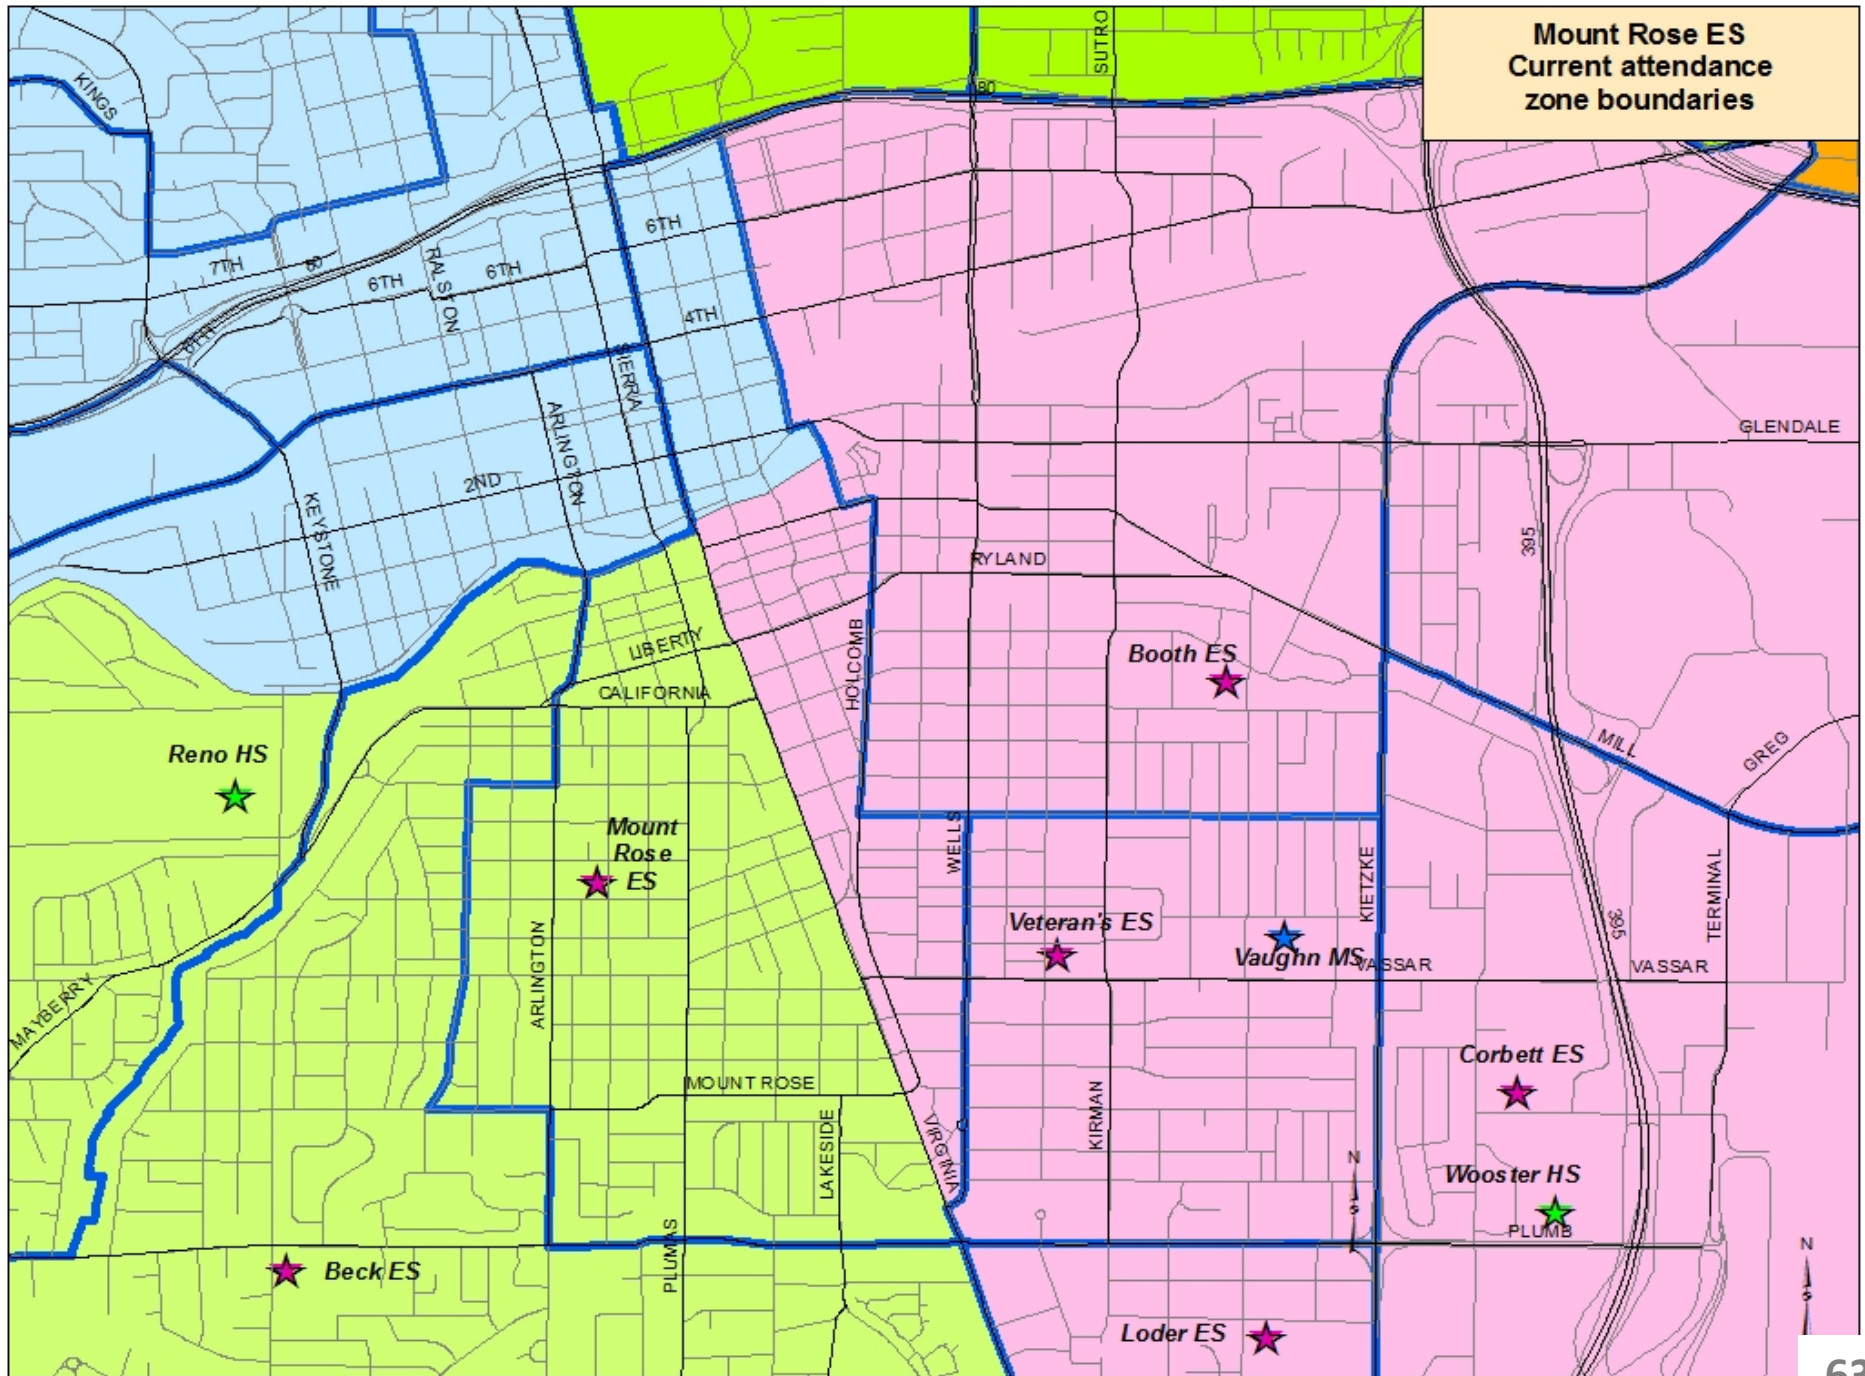 Mount Rose ES
Current attendance
zone boundaries
SUTRO
80
KINGS
6TH
7TH
80
6TH
6TH
RALSTON
4TH
SIERRA
ARLINGTON
GLENDALE
2ND
KEYSTONE
395
RYLAND
LIBERTY
HOLCOMB
Booth ES
CALIFORNIA
Reno HS
MILL
GREG
Mount
Rose
ES
WELLS
KIETZKE
TERMINAL
Veteran's ES
395
ARLINGTON
Vaughn MS
VASSAR
VASSAR
MAYBERRY
Corbett ES
MOUNT ROSE
KIRMAN
LAKESIDE
VIRGINIA
N
S
Wooster HS
PLUMB
PLUMAS
N
S
Beck ES
Loder ES
63